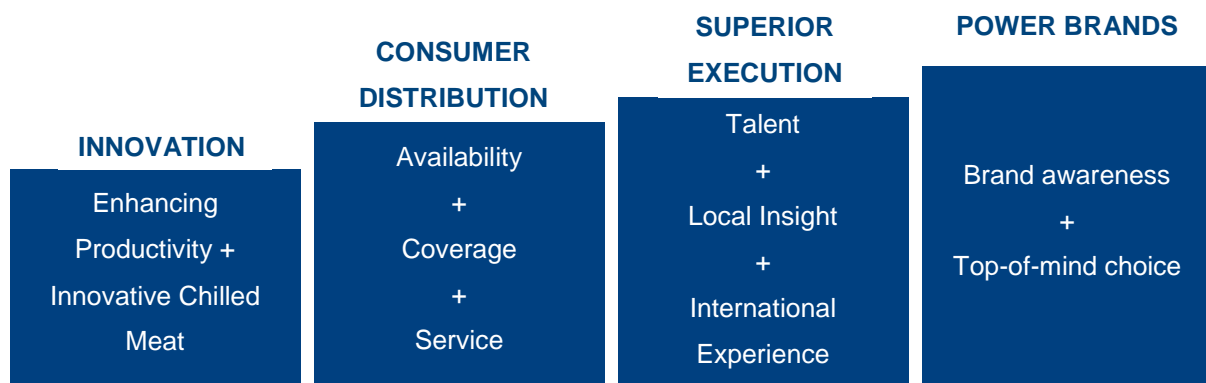 INNOVATION
Enhancing
Productivity +
Innovative Chilled
Meat
CONSUMER
DISTRIBUTION
Availability
+
Coverage
+
Service
SUPERIOR
EXECUTION
Talent
+
Local Insight
+
International
Experience
POWER BRANDS
Brand awareness
+
Top-of-mind choice